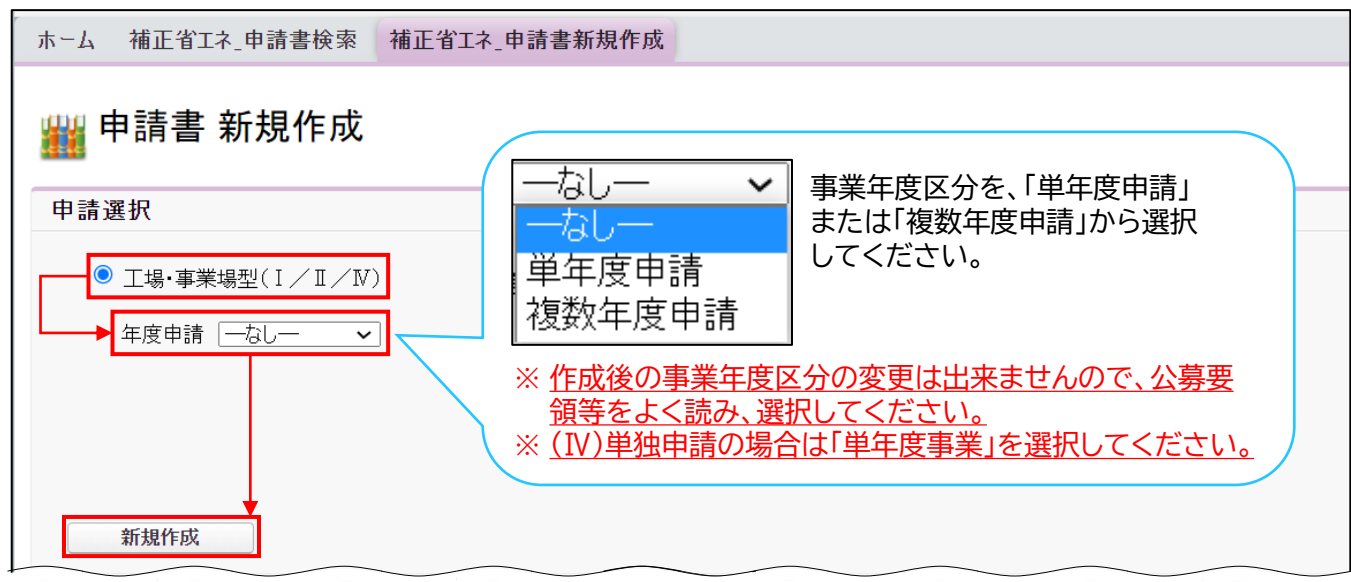 ホーム 補正省エネ_申請書検索 補正省エネ_申請書新規作成
申請書 新規作成
申請選択
工場・事業場型(Ⅰ／Ⅱ／Ⅳ)
年度申請 ―なし―
新規作成
―なし―
―なし―
単年度申請
複数年度申請
事業年度区分を、「単年度申請」
または「複数年度申請」から選択
してください。
※ 作成後の事業年度区分の変更は出来ませんので、公募要
領等をよく読み、選択してください。
※ （Ⅳ）単独申請の場合は「単年度事業」を選択してください。